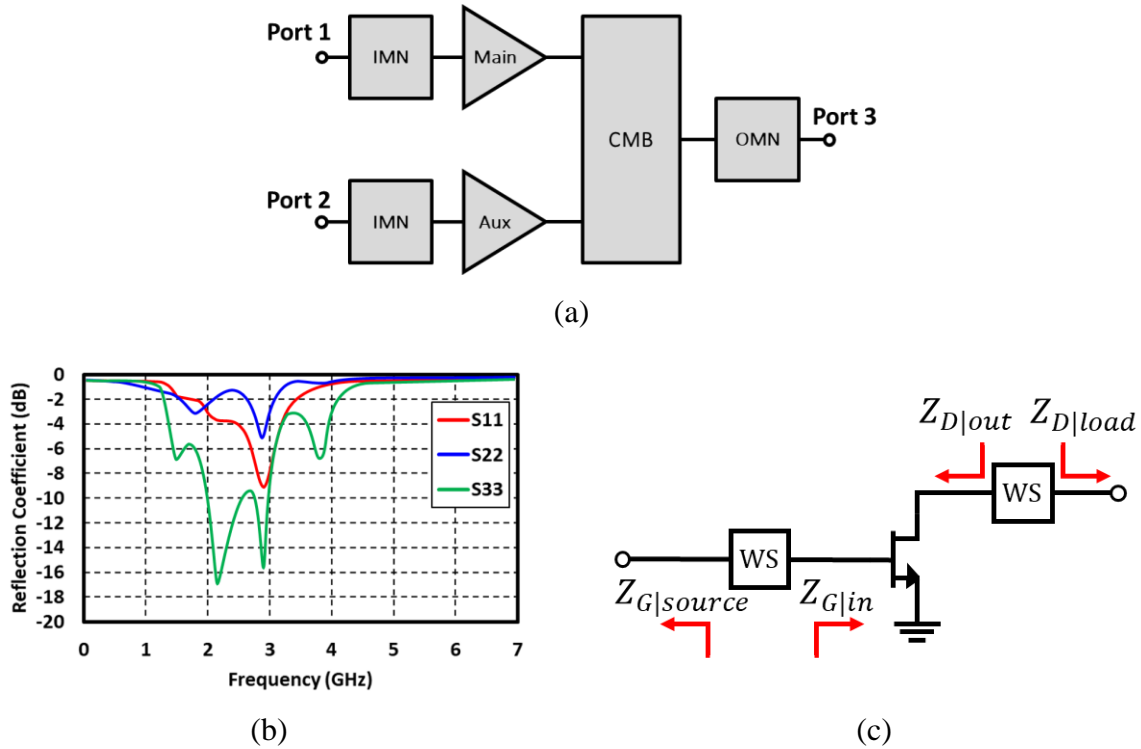 Port 1
IMN
Main
CMB
OMN
Port 3
Port 2
IMN
Aux
(a)
Reflection Coefficient (dB)
0
-2
-4
-6
-8
-10
-12
-14
-16
-18
-20
S11
S22
S33
0 1 2 3 4 5 6 7
Frequency (GHz)
(b)
Z_{D|out} Z_{D|load}
WS
WS
Z_{G|source} Z_{G|in}
(c)